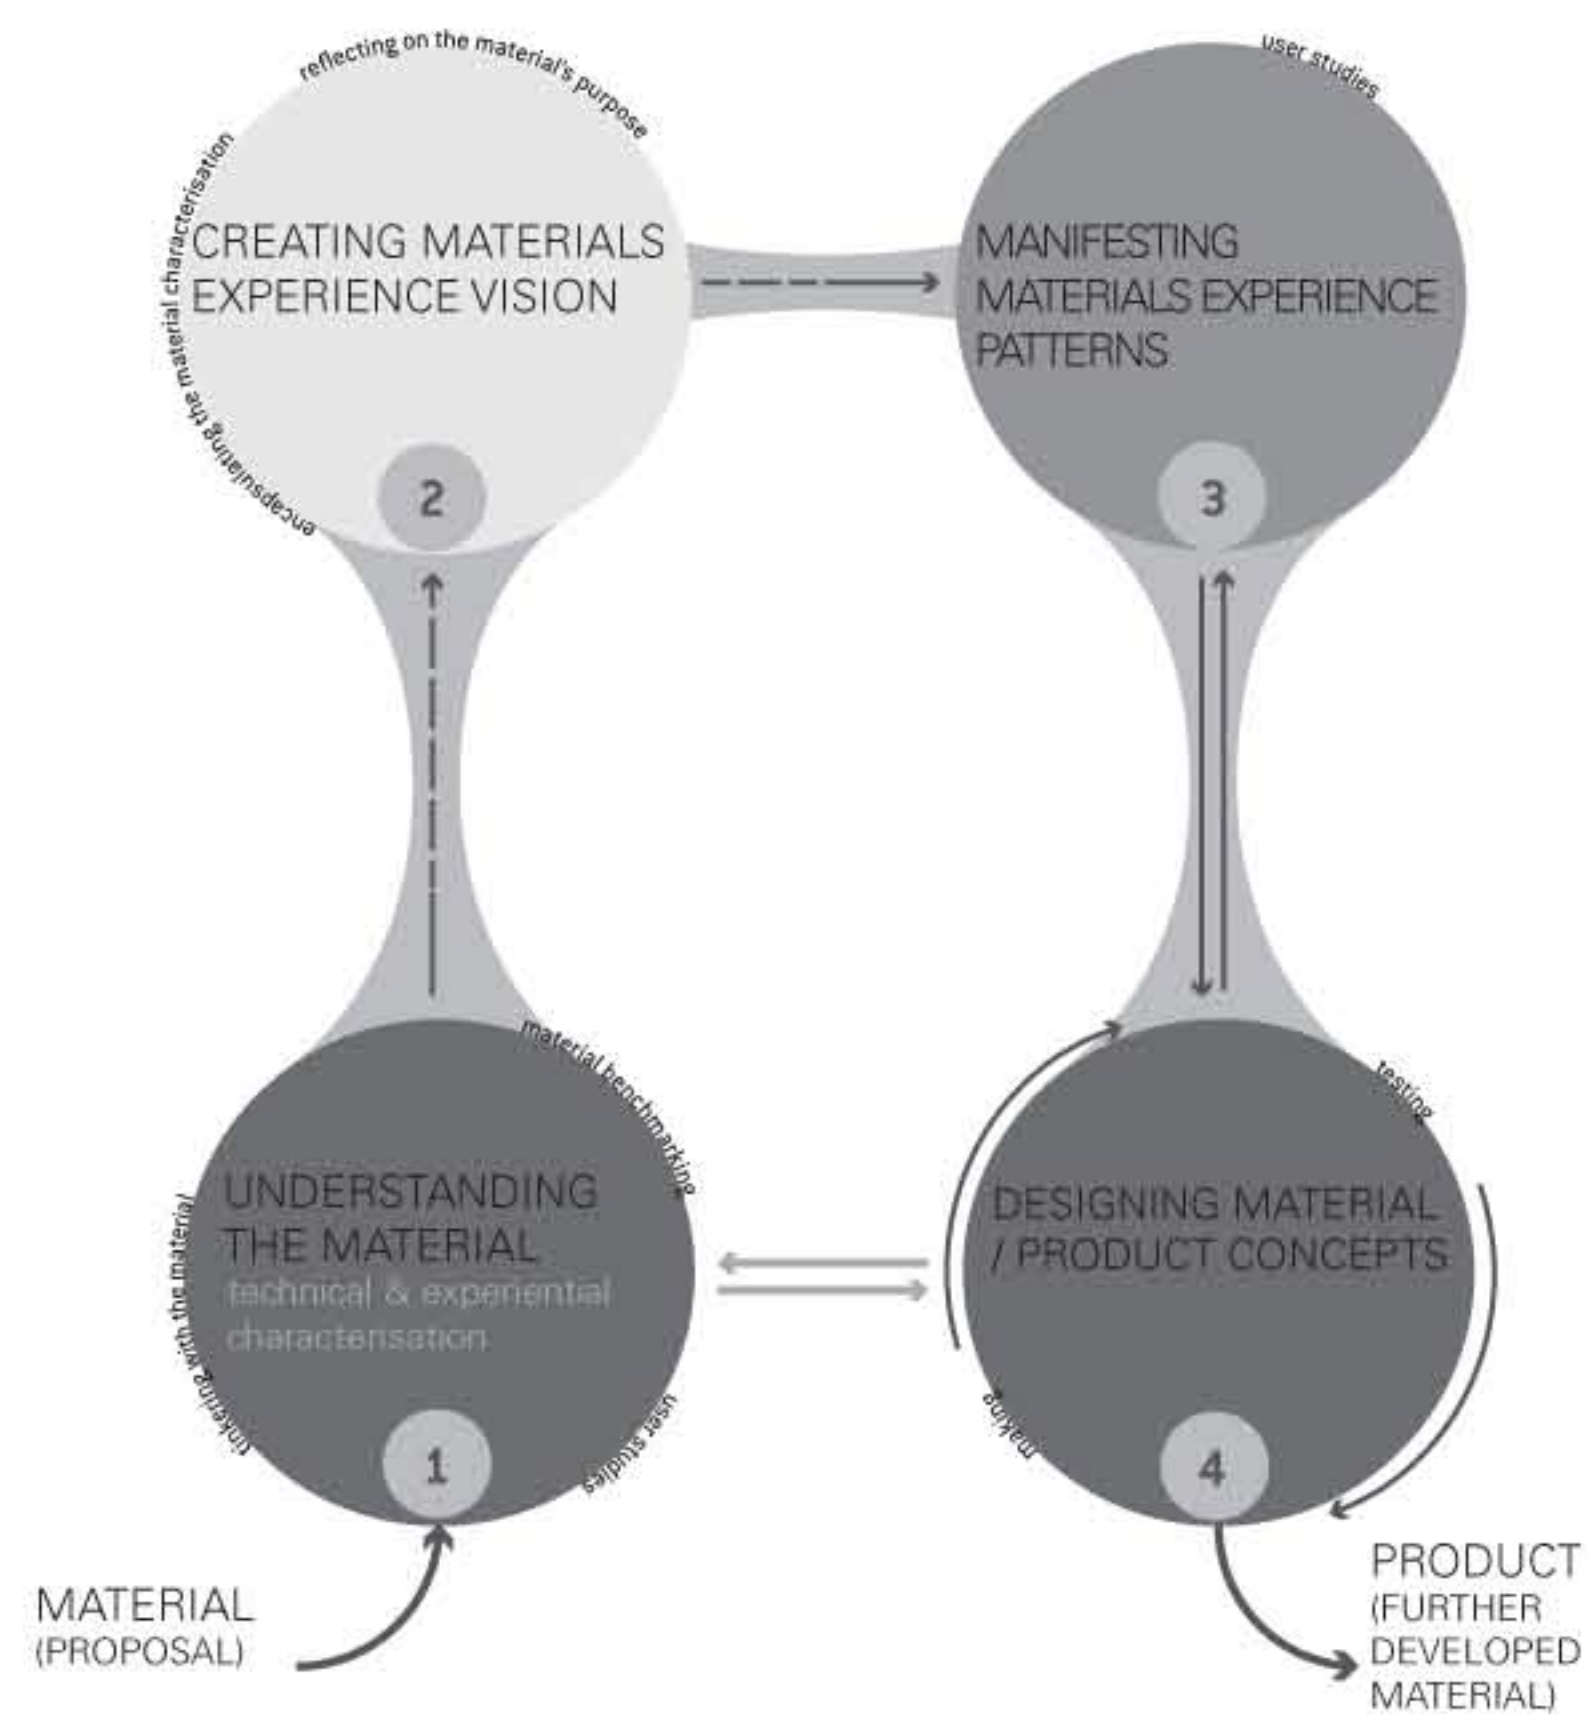 reflecting on the material's purpose
encapsulating the material characterisation
CREATING MATERIALS
EXPERIENCE VISION
2
user studies
MANIFESTING
MATERIALS EXPERIENCE
PATTERNS
3
material benchmarking
tinkering with the material
UNDERSTANDING
THE MATERIAL
technical & experiential
characterisation
user studies
1
testing
DESIGNING MATERIAL
/ PRODUCT CONCEPTS
making
4
MATERIAL
(PROPOSAL)
PRODUCT
(FURTHER
DEVELOPED
MATERIAL)